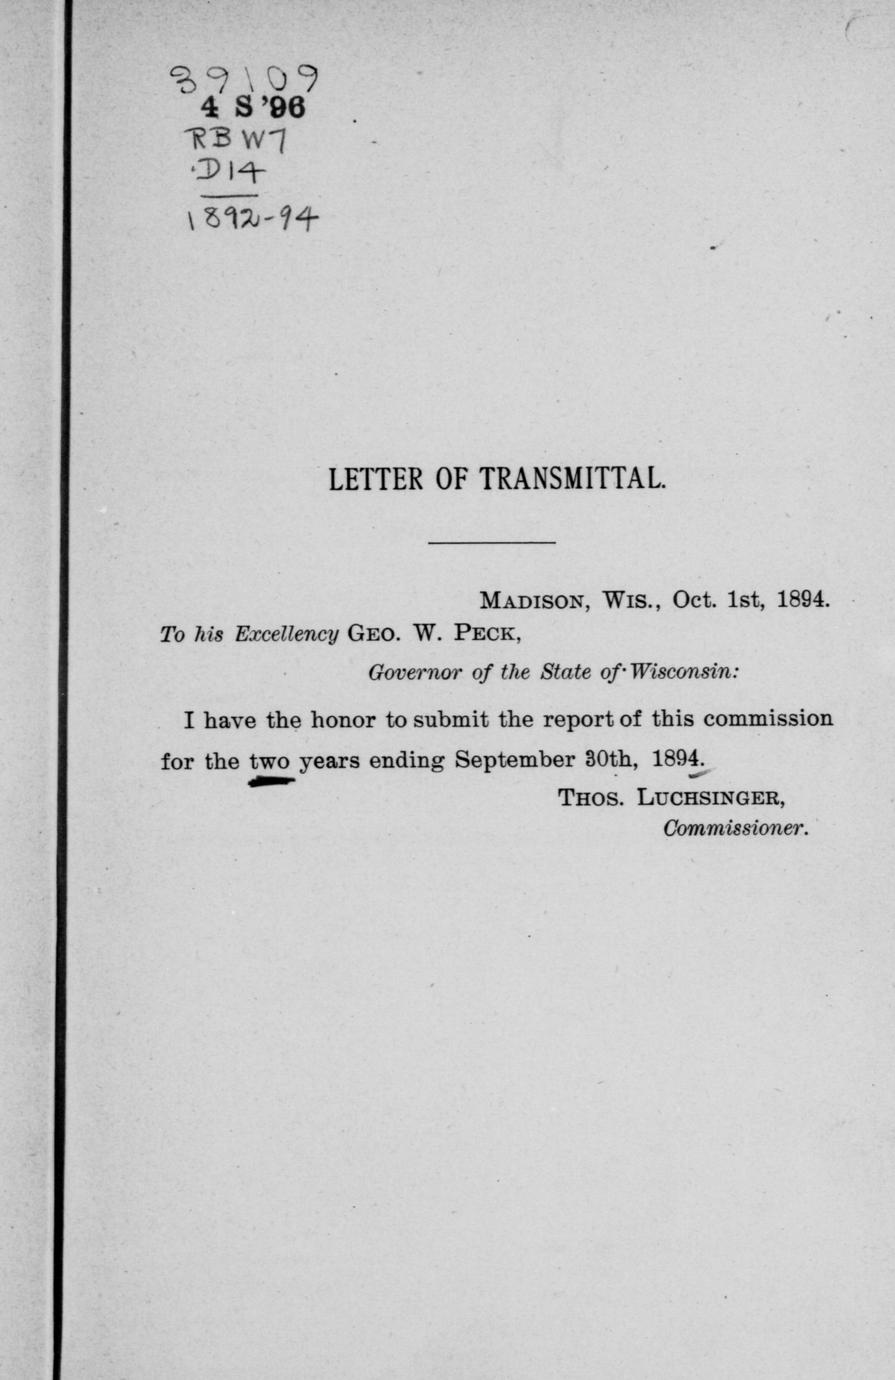 39109
4 S '96
RBW7
.D14
1892-94
LETTER OF TRANSMITTAL.
MADISON, WIS., Oct. 1st, 1894.
To his Excellency GEO. W. PECK,
Governor of the State of Wisconsin:
I have the honor to submit the report of this commission
for the two years ending September 30th, 1894.
THOS. LUCHSINGER,
Commissioner.